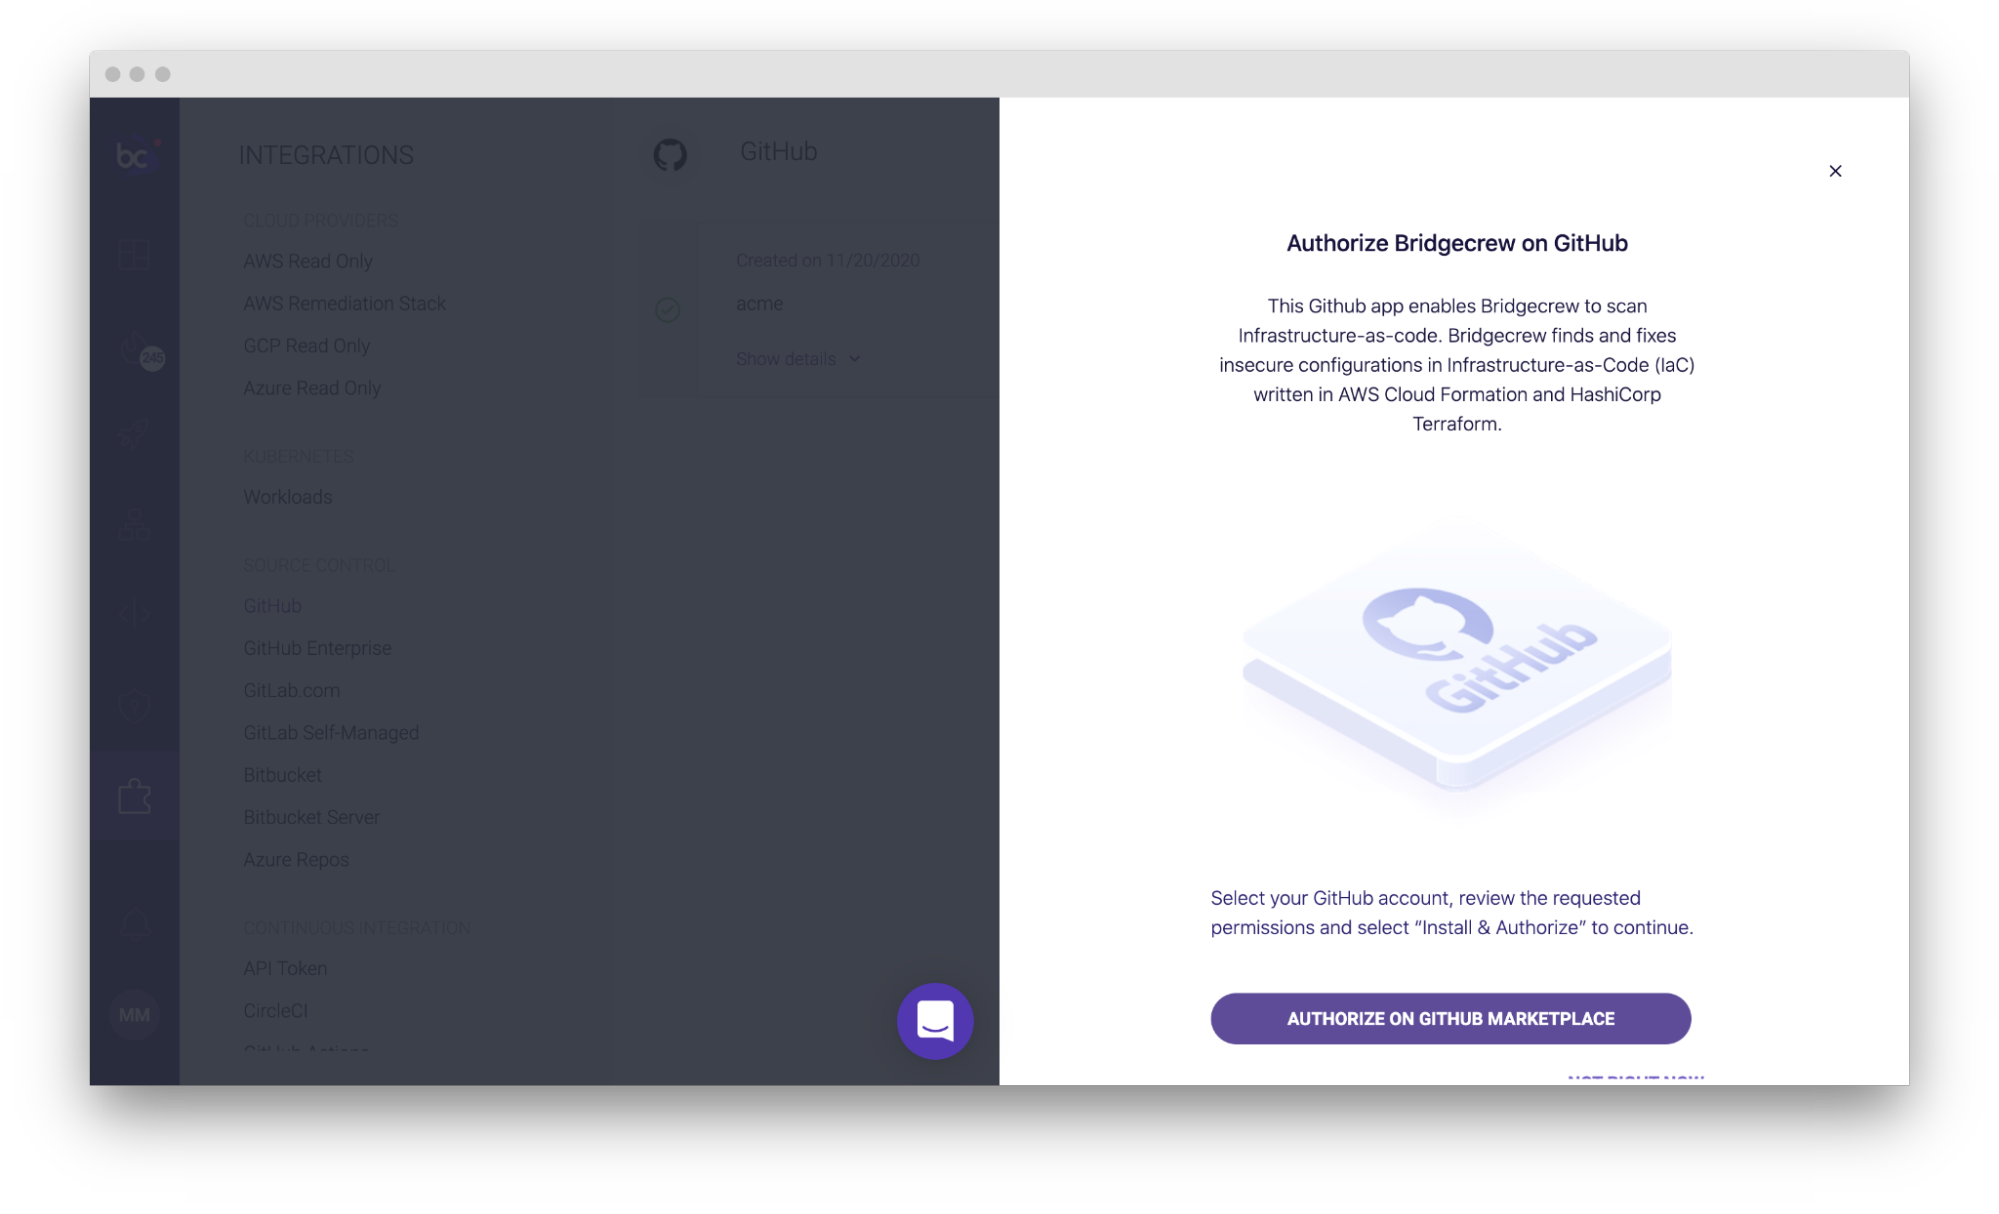 bc
INTEGRATIONS
CLOUD PROVIDERS
AWS Read Only
AWS Remediation Stack
GCP Read Only
Azure Read Only
245
KUBERNETES
Workloads
SOURCE CONTROL
GitHub
GitHub Enterprise
GitLab.com
GitLab Self-Managed
Bitbucket
Bitbucket Server
Azure Repos
CONTINUOUS INTEGRATION
API Token
CircleCI
GitHub Actions
MM
GitHub
Created on 11/20/2020
acme
Show details
Authorize Bridgecrew on GitHub
This Github app enables Bridgecrew to scan
Infrastructure-as-code. Bridgecrew finds and fixes
insecure configurations in Infrastructure-as-Code (IaC)
written in AWS Cloud Formation and HashiCorp
Terraform.
GitHub
Select your GitHub account, review the requested
permissions and select “Install & Authorize” to continue.
AUTHORIZE ON GITHUB MARKETPLACE
NOT RIGHT NOW